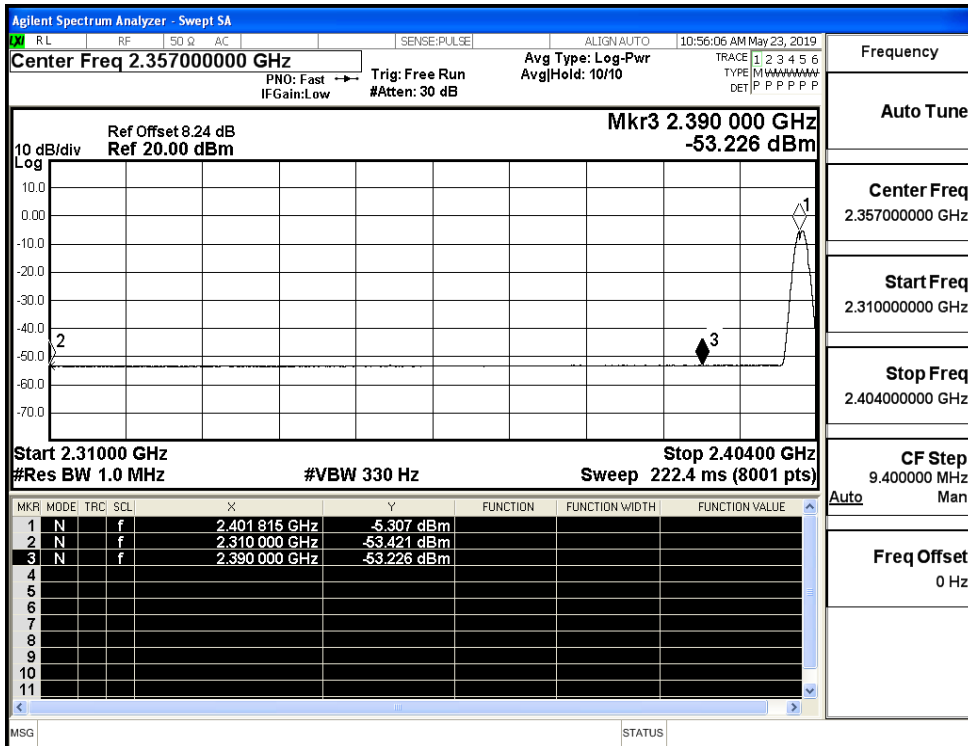 Agilent Spectrum Analyzer - Swept SA
LXI RL RF 50 Ω AC SENSE:PULSE ALIGN AUTO 10:56:06 AM May 23, 2019
Center Freq 2.357000000 GHz
PNO: Fast
IFGain:Low
Trig: Free Run
#Atten: 30 dB
Avg Type: Log-Pwr
Avg|Hold: 10/10
TRACE 1 2 3 4 5 6
TYPE M
DET P P P P P P
Ref Offset 8.24 dB
Ref 20.00 dBm
10 dB/div
Log
Mkr3 2.390 000 GHz
-53.226 dBm
10.0
0.00
-10.0
-20.0
-30.0
-40.0
-50.0
-60.0
-70.0
1
2
3
Start 2.31000 GHz Stop 2.40400 GHz
#Res BW 1.0 MHz #VBW 330 Hz Sweep 222.4 ms (8001 pts)
MKR MODE TRC SCL X Y FUNCTION FUNCTION WIDTH FUNCTION VALUE
1 N f 2.401 815 GHz -5.307 dBm
2 N f 2.310 000 GHz -53.421 dBm
3 N f 2.390 000 GHz -53.226 dBm
4
5
6
7
8
9
10
11
MSG STATUS
Frequency
Auto Tune
Center Freq
2.357000000 GHz
Start Freq
2.310000000 GHz
Stop Freq
2.404000000 GHz
CF Step
9.400000 MHz
Auto Man
Freq Offset
0 Hz